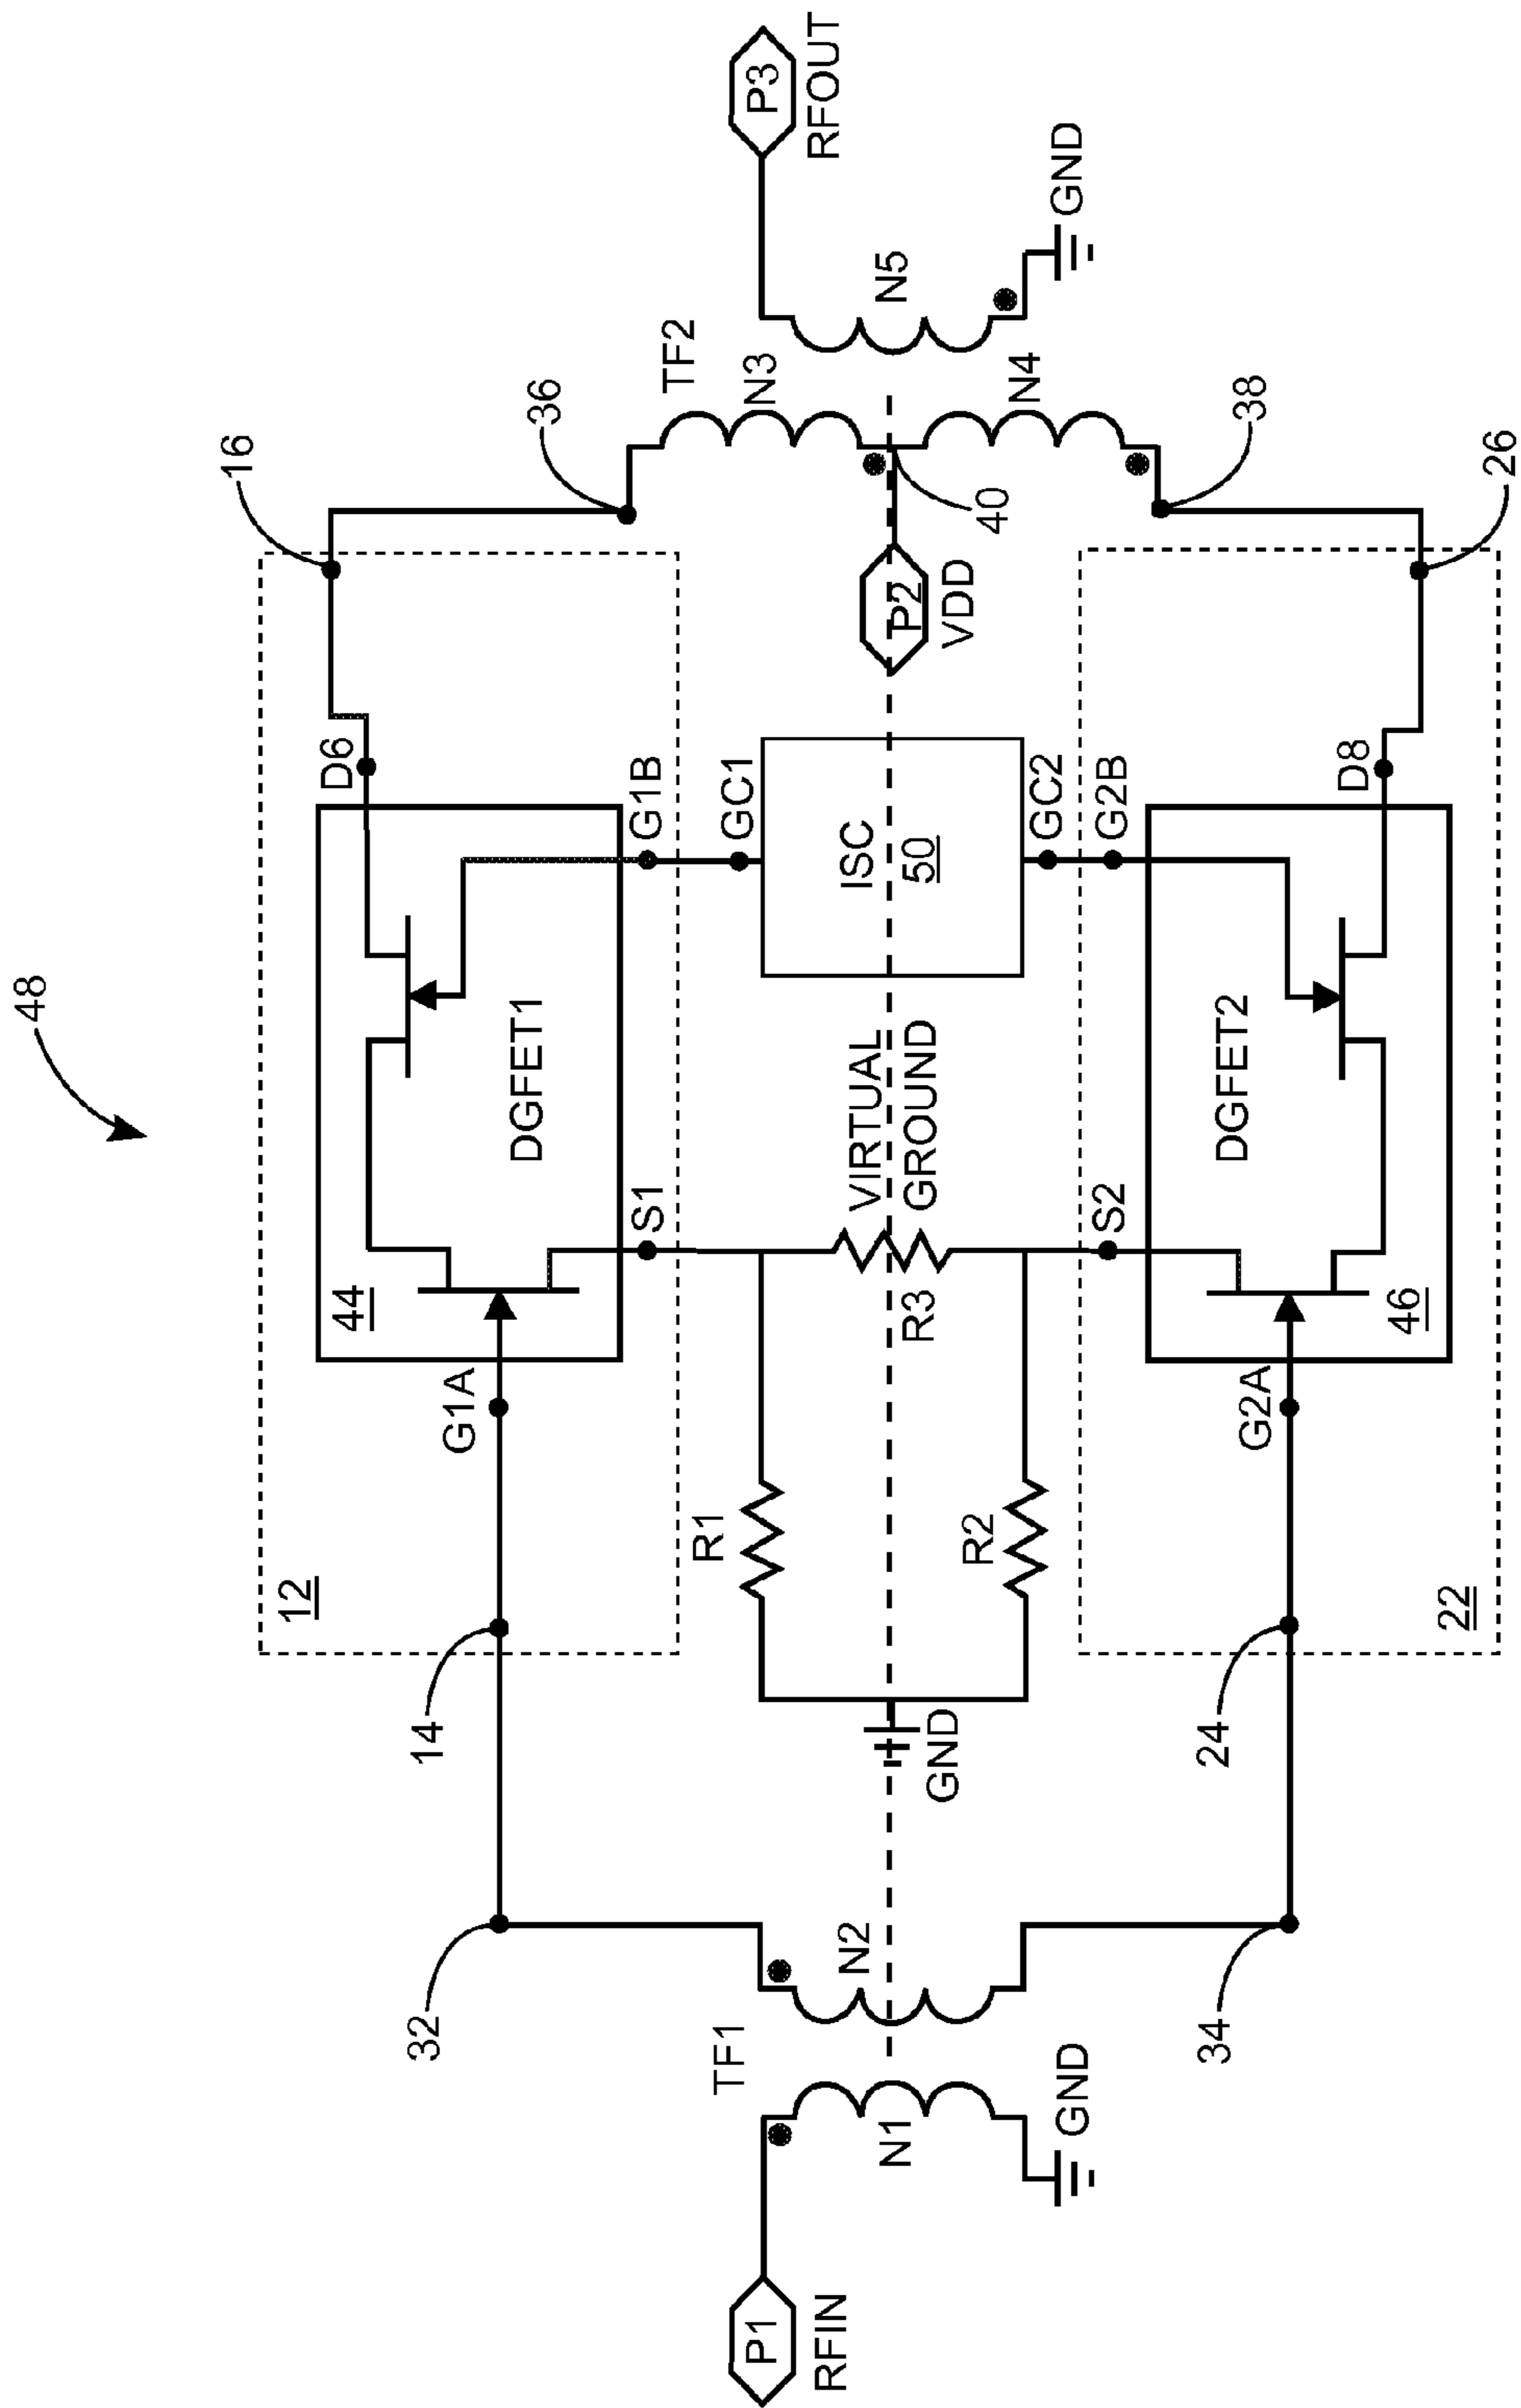 48
12
14
16
32
36
44
G1A
DGFET1
D6
S1
G1B
GC1
P1
RFIN
TF1
N1
N2
GND
GND
R1
R2
R3
VIRTUAL
GROUND
ISC
50
P2
VDD
40
TF2
N3
N4
N5
P3
RFOUT
GND
GC2
G2B
S2
G2A
DGFET2
D8
46
22
24
34
38
26